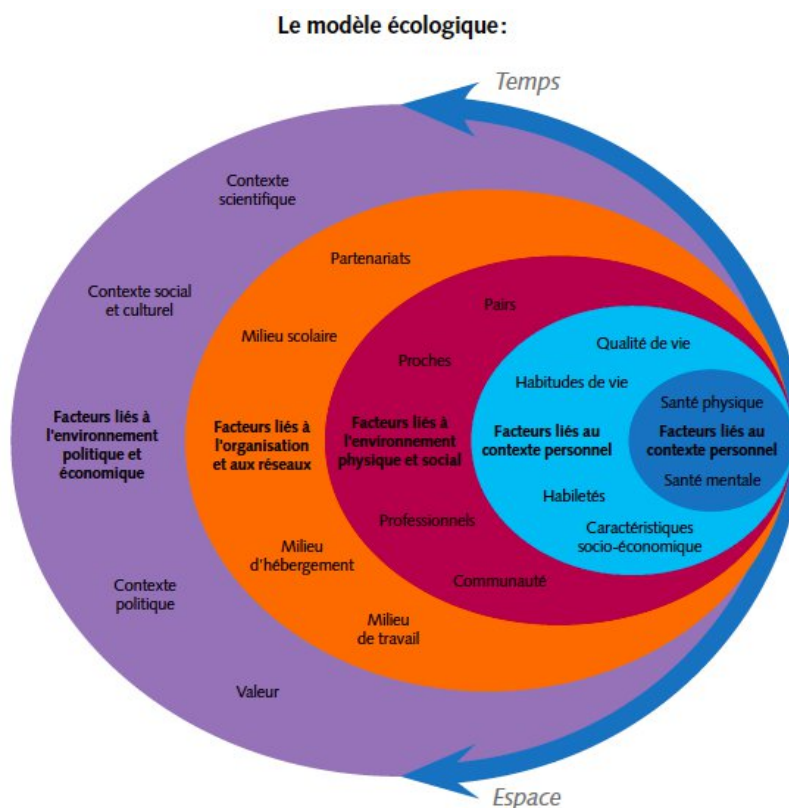 Le modèle écologique:
Temps
Contexte
scientifique
Contexte social
et culturel
Facteurs liés à
l'environnement
politique et
économique
Contexte
politique
Valeur
Partenariats
Milieu scolaire
Facteurs liés à
l'organisation
et aux réseaux
Milieu
d'hébergement
Milieu
de travail
Pairs
Proches
Facteurs liés à
l'environnement
physique et social
Professionnels
Communauté
Qualité de vie
Habitudes de vie
Facteurs liés au
contexte personnel
Habiletés
Caractéristiques
socio-économique
Santé physique
Facteurs liés au
contexte personnel
Santé mentale
Espace